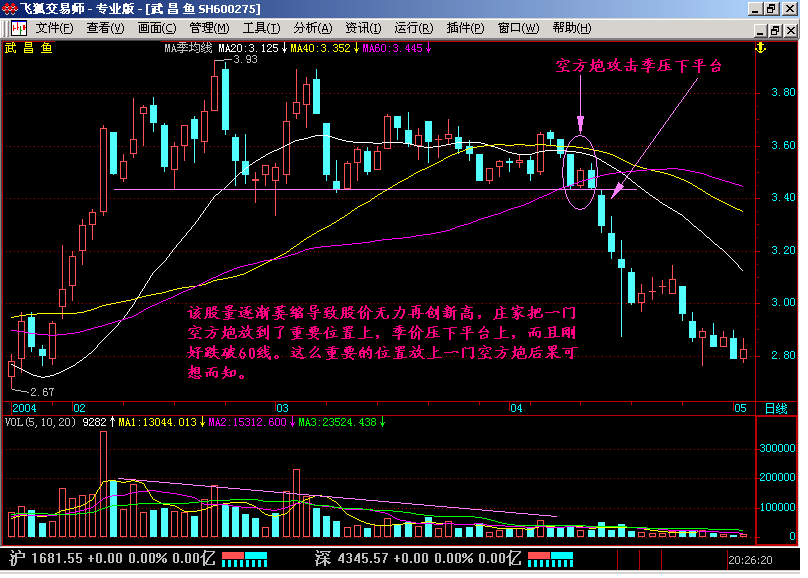 飞狐交易师 - 专业版 - [武 昌 鱼 SH600275]
文件(F) 查看(V) 画面(C) 管理(M) 工具(T) 分析(A) 资讯(I) 运行(R) 插件(P) 窗口(W) 帮助(H)
武 昌 鱼 MA季均线 MA20:3.125↓MA40:3.352↓MA60:3.445↓
3.93
空方炮攻击季压下平台
3.80
3.60
3.40
3.20
3.00
2.80
该股量逐渐萎缩导致股价无力再创新高，庄家把一门
空方炮放到了重要位置上，季价压下平台上，而且刚
好跌破60线。这么重要的位置放上一门空方炮后果可
想而知。
2.67
2004 02 03 04 05 日线
VOL(5,10,20) 9282↑MA1:13044.013↓MA2:15312.600↓MA3:23524.438↓
300000
200000
100000
0
沪 1681.55 +0.00 0.00% 0.00亿 深 4345.57 +0.00 0.00% 0.00亿 20:26:20